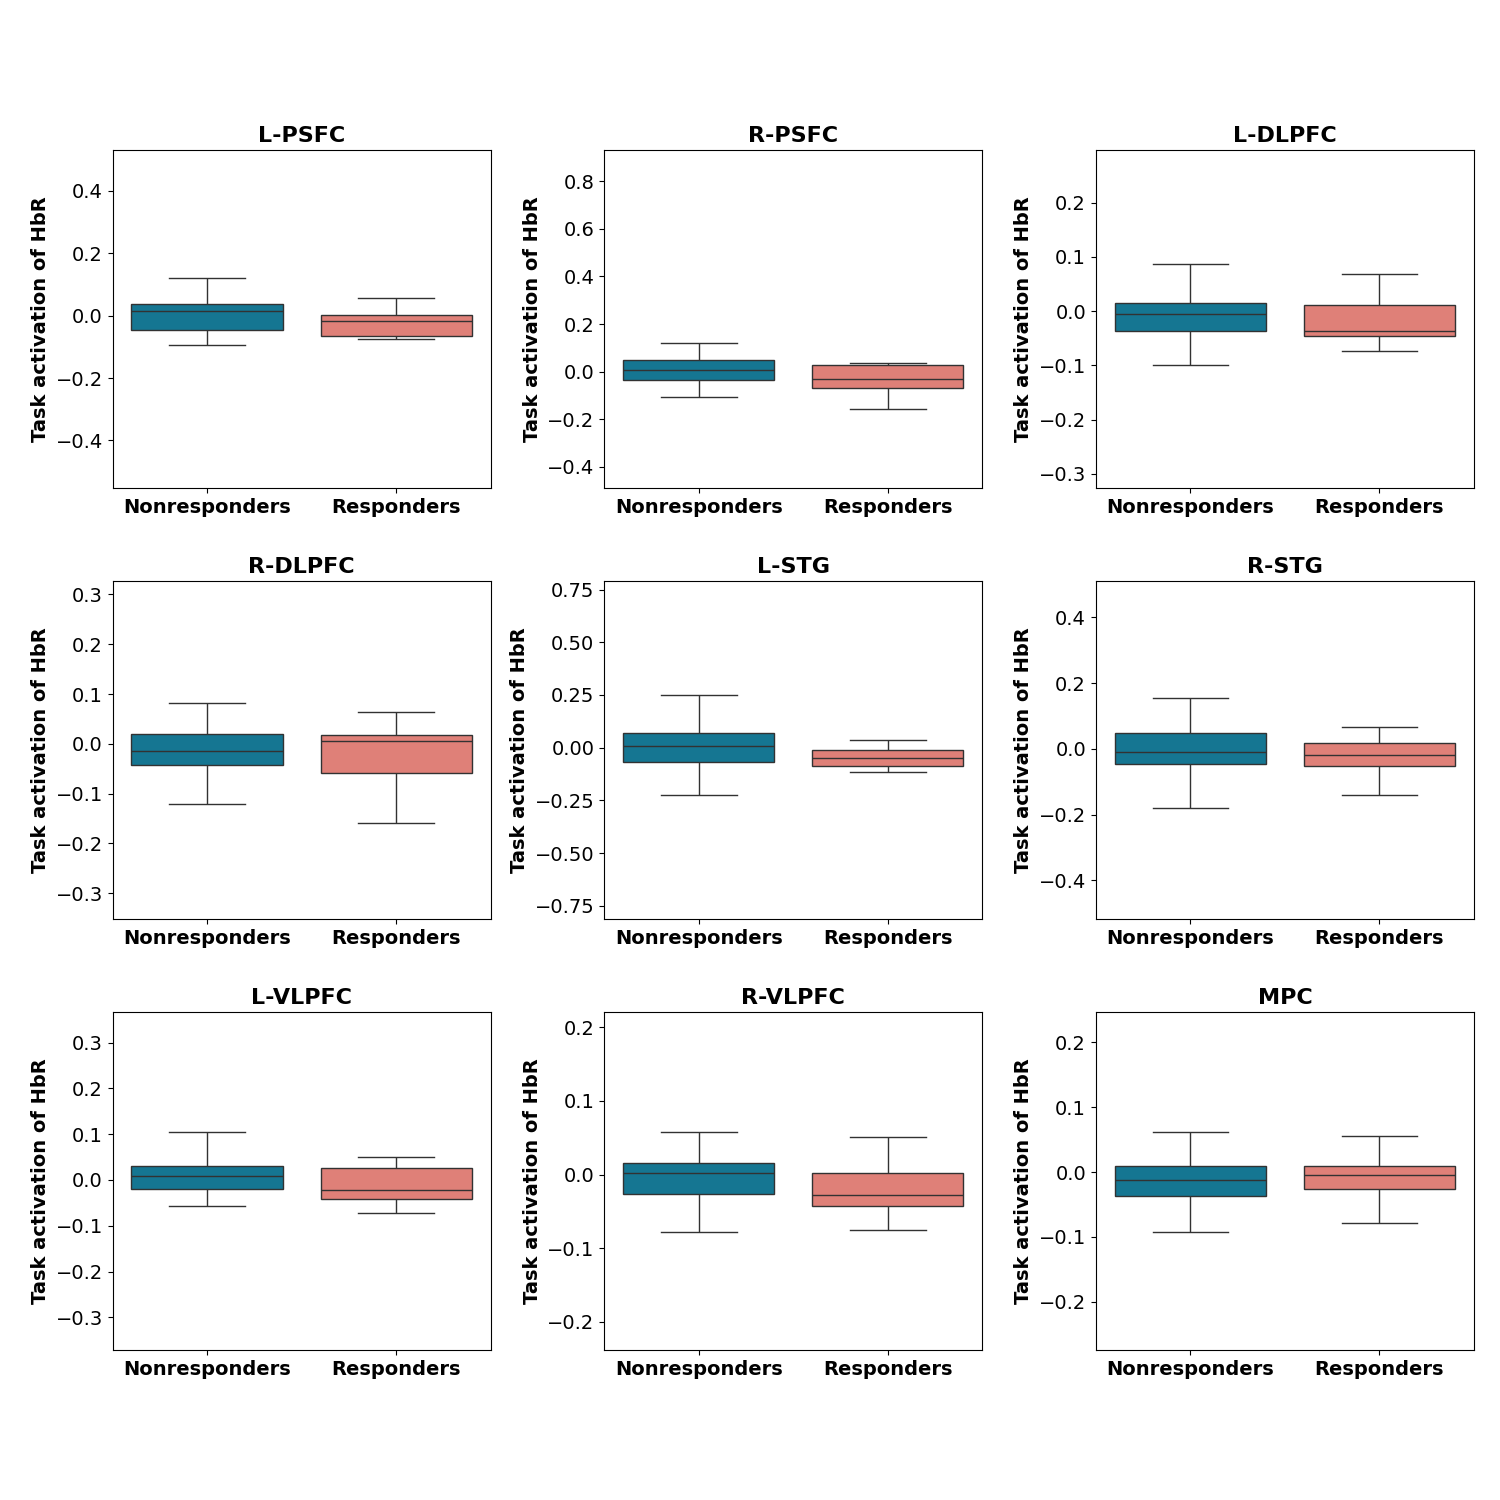 L-PSFC
Task activation of HbR
0.4
0.2
0.0
−0.2
−0.4
Nonresponders Responders
R-PSFC
Task activation of HbR
0.8
0.6
0.4
0.2
0.0
−0.2
−0.4
Nonresponders Responders
L-DLPFC
Task activation of HbR
0.2
0.1
0.0
−0.1
−0.2
−0.3
Nonresponders Responders
R-DLPFC
Task activation of HbR
0.3
0.2
0.1
0.0
−0.1
−0.2
−0.3
Nonresponders Responders
L-STG
Task activation of HbR
0.75
0.50
0.25
0.00
−0.25
−0.50
−0.75
Nonresponders Responders
R-STG
Task activation of HbR
0.4
0.2
0.0
−0.2
−0.4
Nonresponders Responders
L-VLPFC
Task activation of HbR
0.3
0.2
0.1
0.0
−0.1
−0.2
−0.3
Nonresponders Responders
R-VLPFC
Task activation of HbR
0.2
0.1
0.0
−0.1
−0.2
Nonresponders Responders
MPC
Task activation of HbR
0.2
0.1
0.0
−0.1
−0.2
Nonresponders Responders